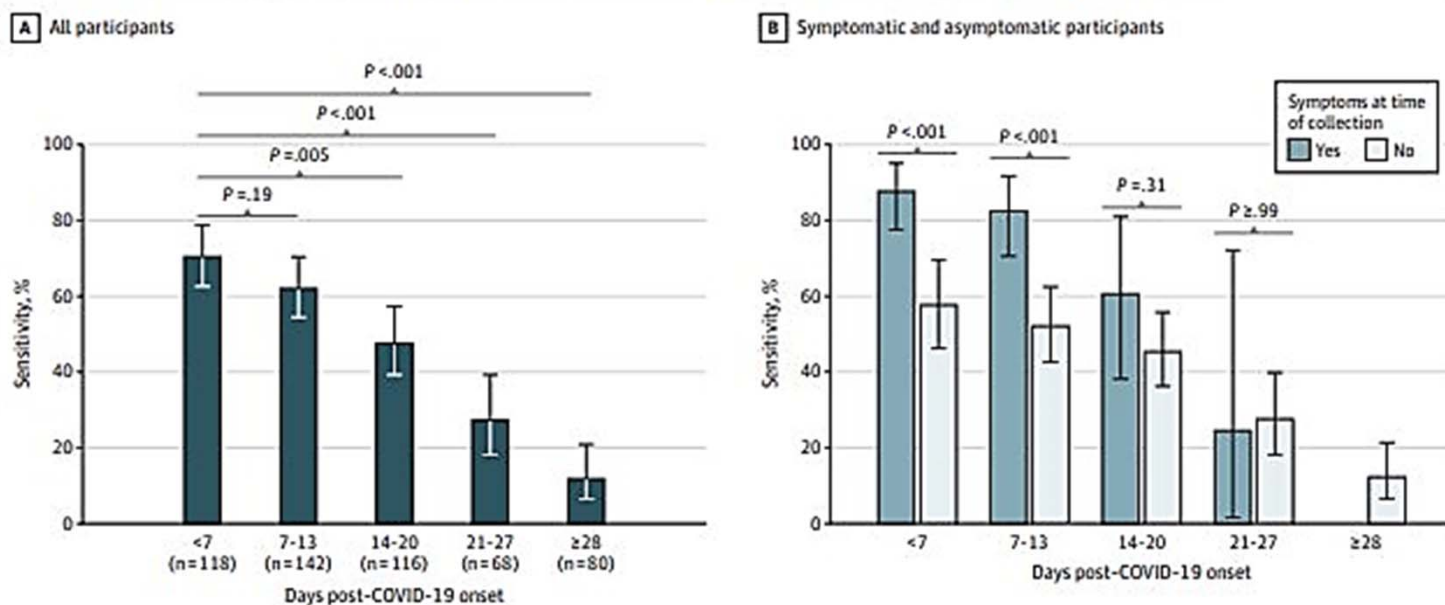 A All participants
P <.001
P <.001
P =.005
P =.19
100
80
60
40
20
0
Sensitivity, %
<7 7-13 14-20 21-27 ≥28
(n=118) (n=142) (n=116) (n=68) (n=80)
Days post–COVID-19 onset
B Symptomatic and asymptomatic participants
Symptoms at time
of collection
Yes No
P <.001 P <.001
P =.31
P ≥.99
100
80
60
40
20
0
Sensitivity, %
<7 7-13 14-20 21-27 ≥28
Days post–COVID-19 onset